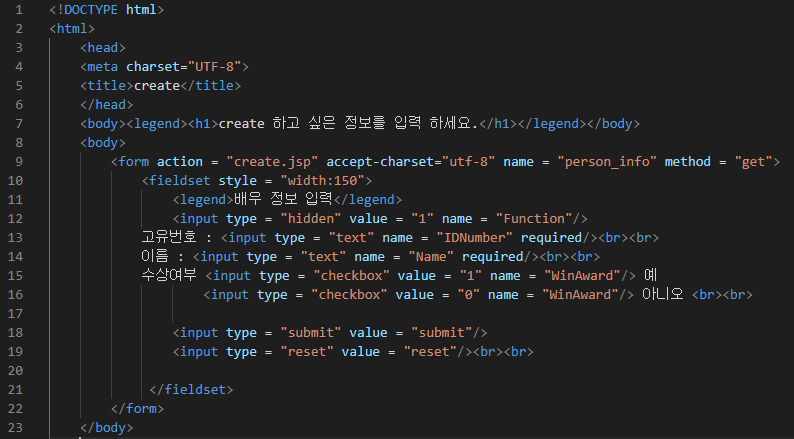 1 <!DOCTYPE html>
2 <html>
3 <head>
4 <meta charset="UTF-8">
5 <title>create</title>
6 </head>
7 <body><legend><h1>create 하고 싶은 정보를 입력 하세요.</h1></legend></body>
8 <body>
9 <form action = "create.jsp" accept-charset="utf-8" name = "person_info" method = "get">
10 <fieldset style = "width:150">
11 <legend>배우 정보 입력</legend>
12 <input type = "hidden" value = "1" name = "Function"/>
13 고유번호 : <input type = "text" name = "IDNumber" required/><br><br>
14 이름 : <input type = "text" name = "Name" required/><br><br>
15 수상여부 <input type = "checkbox" value = "1" name = "WinAward"/> 예
16 <input type = "checkbox" value = "0" name = "WinAward"/> 아니오 <br><br>
17
18 <input type = "submit" value = "submit"/>
19 <input type = "reset" value = "reset"/><br><br>
20
21 </fieldset>
22 </form>
23 </body>